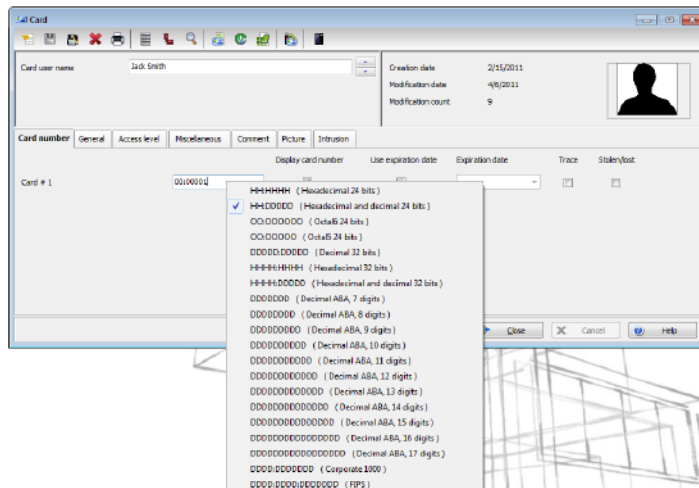 Card
Card user name
Jack Smith
Creation date 2/15/2011
Modification date 4/6/2011
Modification count 9
Card number General Access level Miscellaneous Comment Picture Intrusion
Display card number Use expiration date Expiration date Trace Stolen/lost
Card # 1 00:00001
HH:HHHH (Hexadecimal 24 bits)
HH:DDDDD (Hexadecimal and decimal 24 bits)
OO:OOOOOO (Octal6 24 bits)
OO:OOOOO (Octal5 24 bits)
DDDDD:DDDDD (Decimal 32 bits)
HHHH:HHHH (Hexadecimal 32 bits)
HHHH:DDDDD (Hexadecimal and decimal 32 bits)
DDDDDDD (Decimal ABA, 7 digits)
DDDDDDDD (Decimal ABA, 8 digits)
DDDDDDDDD (Decimal ABA, 9 digits)
DDDDDDDDDD (Decimal ABA, 10 digits)
DDDDDDDDDDD (Decimal ABA, 11 digits)
DDDDDDDDDDDD (Decimal ABA, 12 digits)
DDDDDDDDDDDDD (Decimal ABA, 13 digits)
DDDDDDDDDDDDDD (Decimal ABA, 14 digits)
DDDDDDDDDDDDDDD (Decimal ABA, 15 digits)
DDDDDDDDDDDDDDDD (Decimal ABA, 16 digits)
DDDDDDDDDDDDDDDDD (Decimal ABA, 17 digits)
DDDD:DDDDDDD (Corporate 1000)
DDDD:DDDD:DDDDDDD (FIPS)
Close Cancel Help